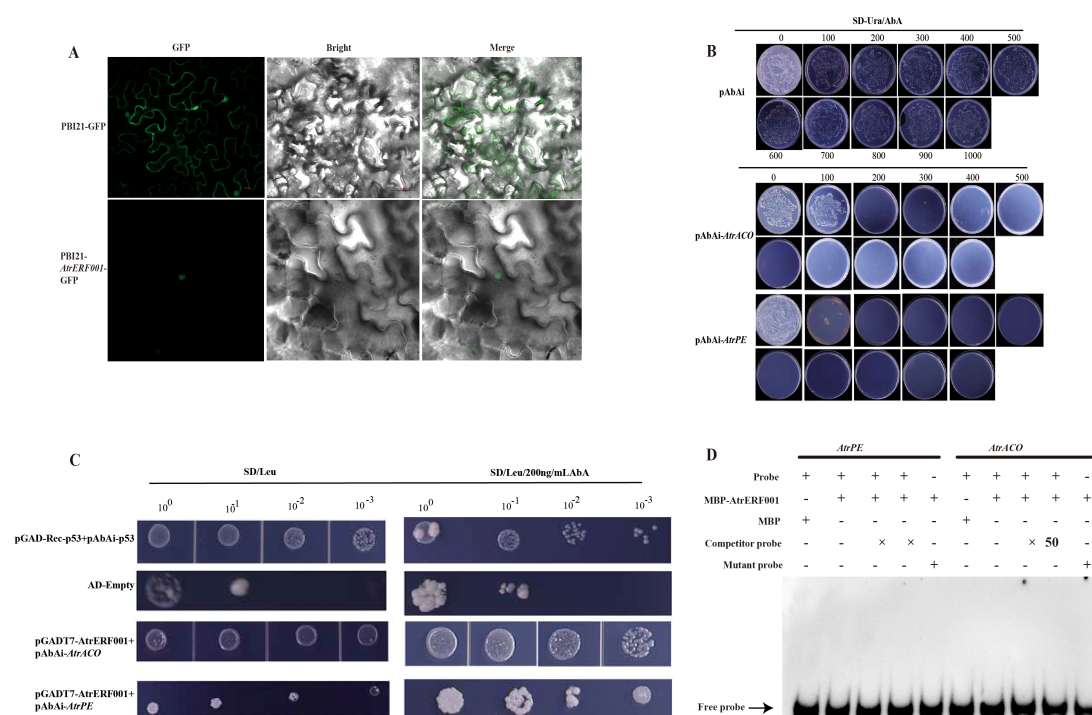 A
GFP Bright Merge
PBI21-GFP
PBI21-
AtrERF001-
GFP
B
SD-Ura/AbA
0 100 200 300 400 500
pAbAi
600 700 800 900 1000
0 100 200 300 400 500
pAbAi-AtrACO
pAbAi-AtrPE
C
SD/Leu SD/Leu/200ng/mLAbA
10^0 10^-1 10^-2 10^-3 10^0 10^-1 10^-2 10^-3
pGAD-Rec-p53+pAbAi-p53
AD-Empty
pGADT7-AtrERF001+
pAbAi-AtrACO
pGADT7-AtrERF001+
pAbAi-AtrPE
D
AtrPE AtrACO
Probe + + + + - + + + + -
MBP-AtrERF001 - + + + + - + + + +
MBP + - - - - + - - - -
Competitor probe - - × × - - - × 50 -
Mutant probe - - - - + - - - - +
Free probe